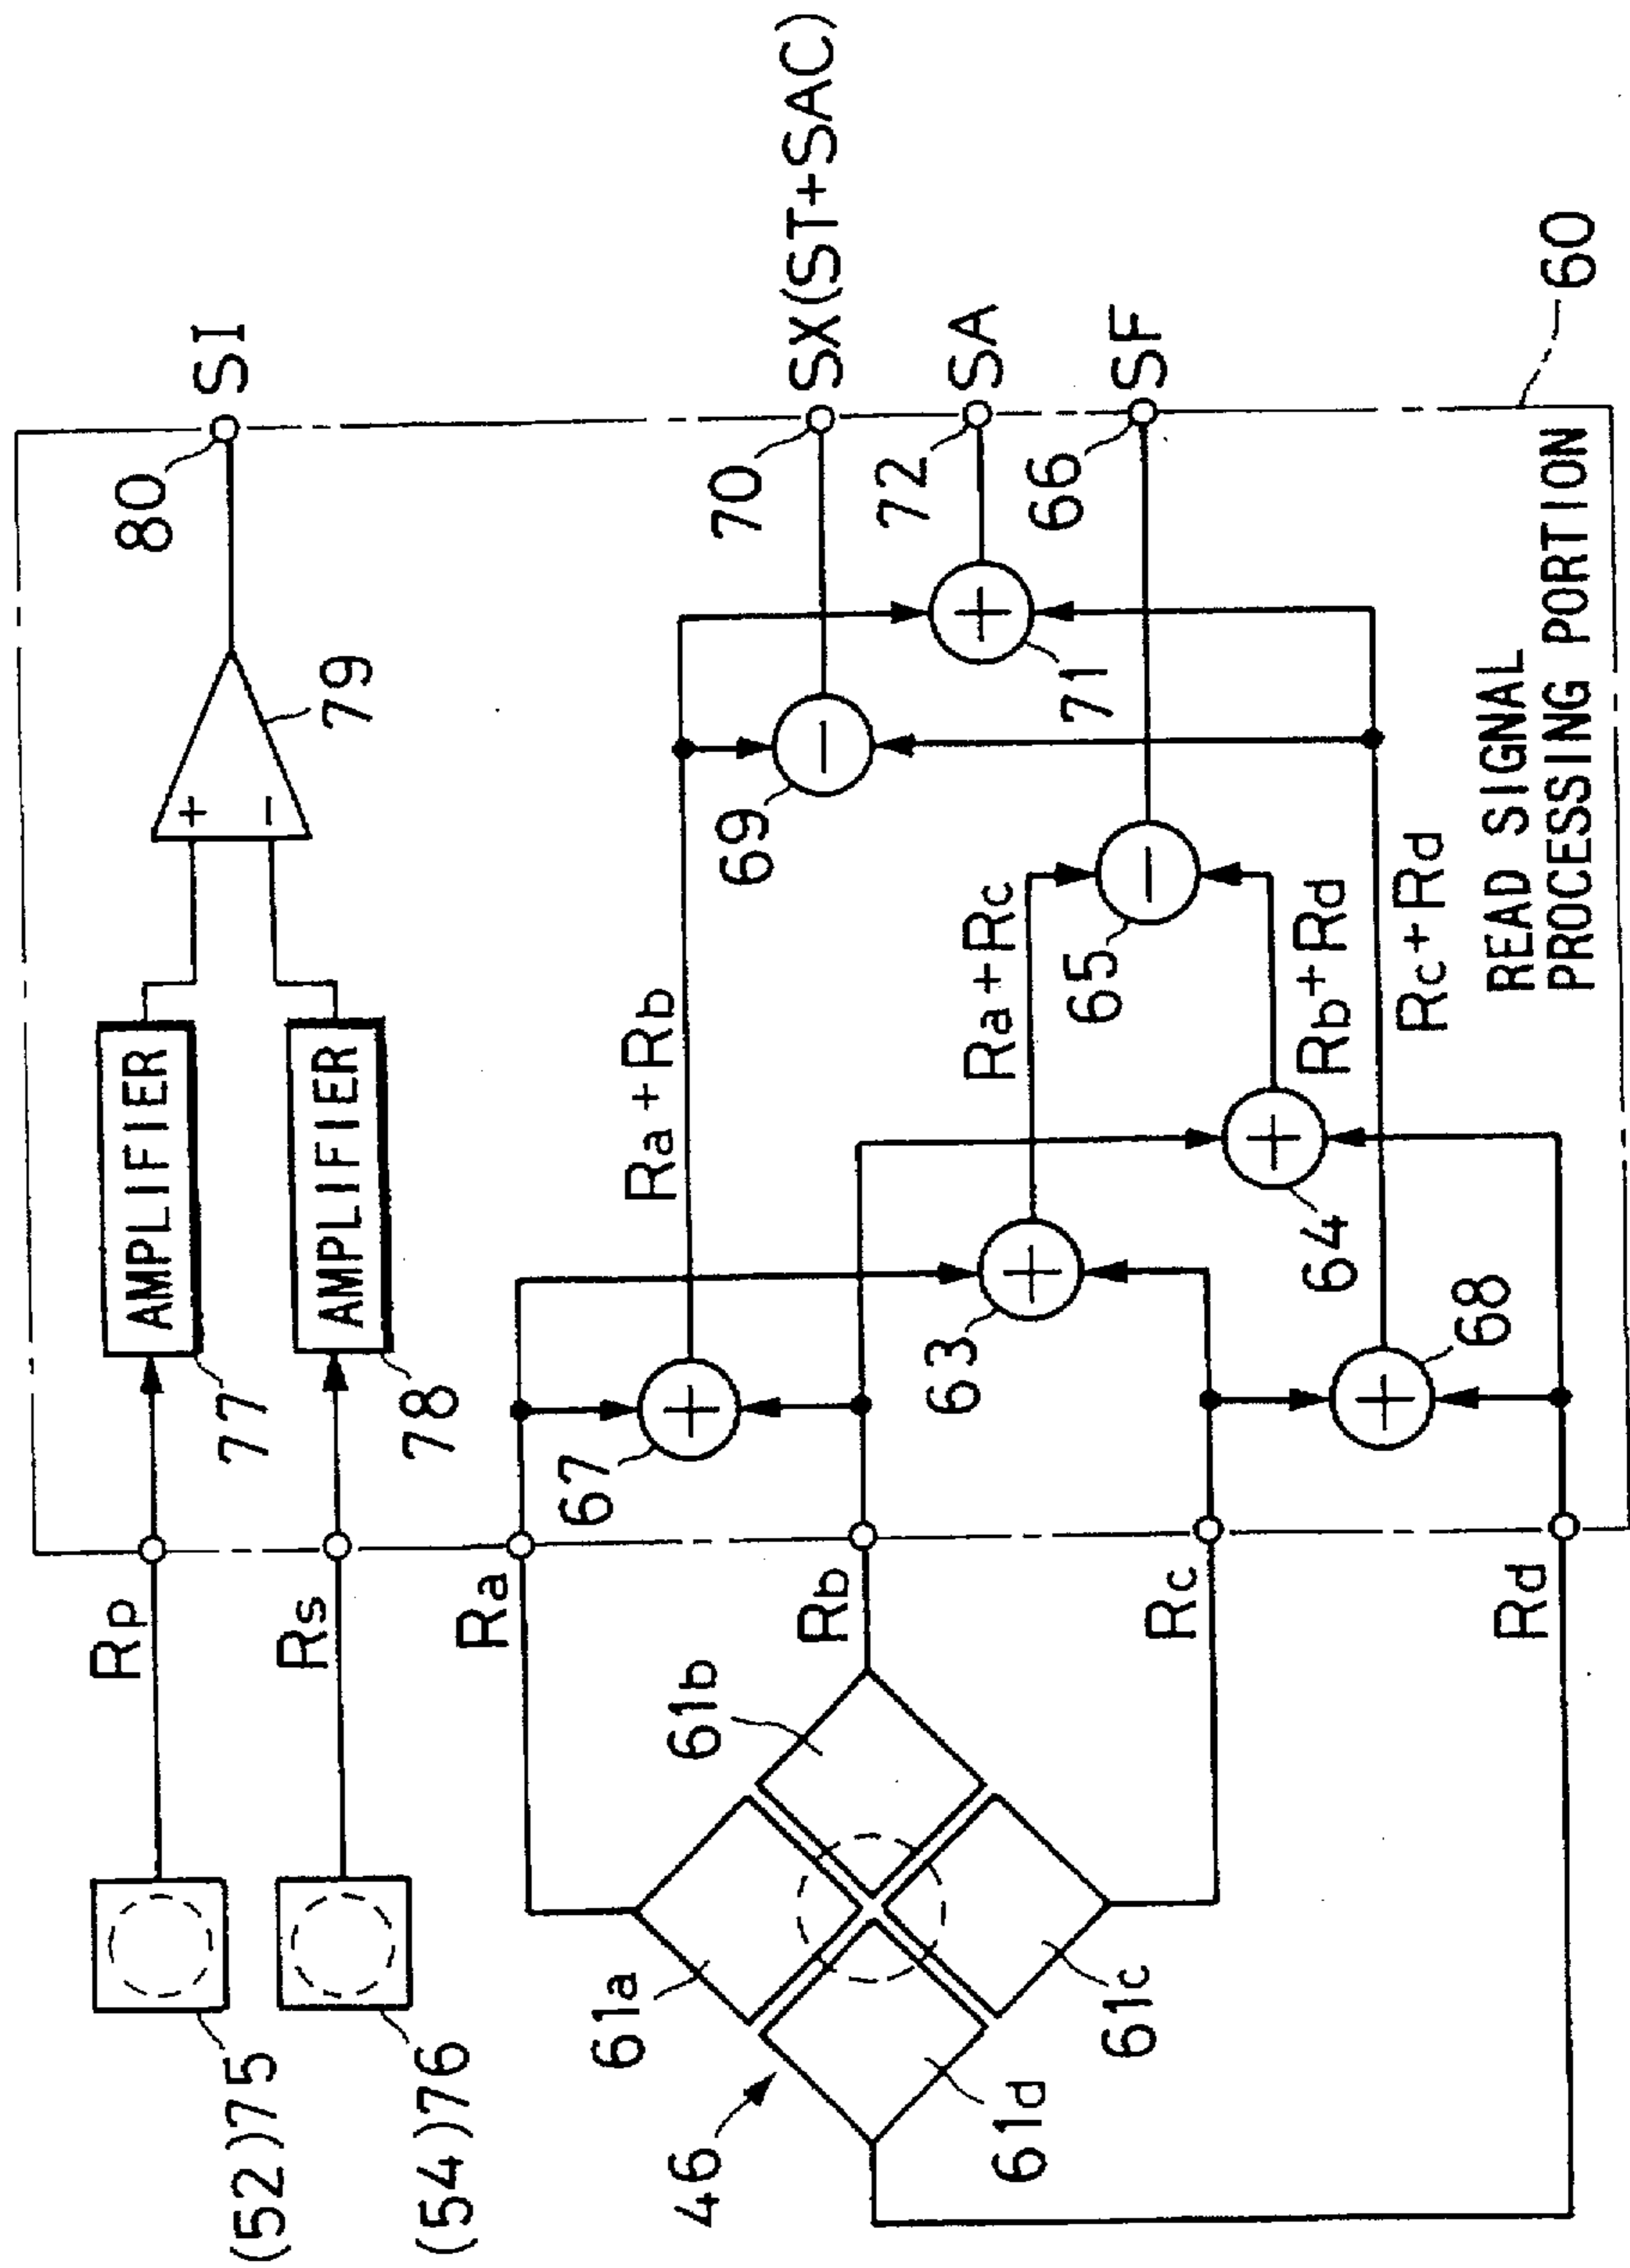 (52)75
Rp
77
AMPLIFIER
80
SI
(54)76
Rs
78
AMPLIFIER
+
−
79
Ra
67
+
Ra+Rb
69
−
70
SX(ST+SAC)
61a
61b
Rb
63
+
Ra+Rc
71
+
72
SA
46
65
−
66
SF
61d
61c
Rc
64
+
Rb+Rd
68
+
Rc+Rd
Rd
READ SIGNAL
PROCESSING PORTION
60